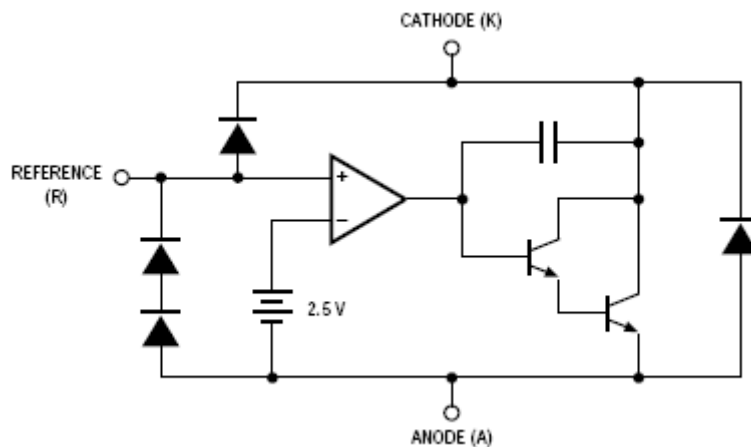 CATHODE (K)
REFERENCE
(R)
+
−
2.5 V
ANODE (A)